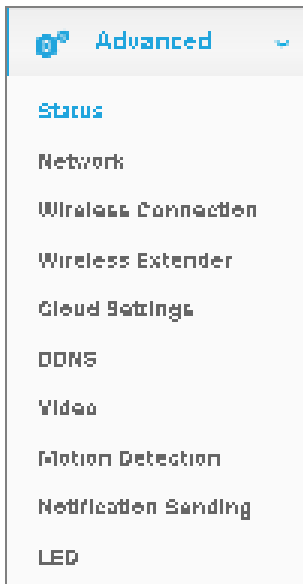 Advanced
Status
Network
Wireless Connection
Wireless Extender
Cloud Settings
DDNS
Video
Motion Detection
Notification Sending
LED